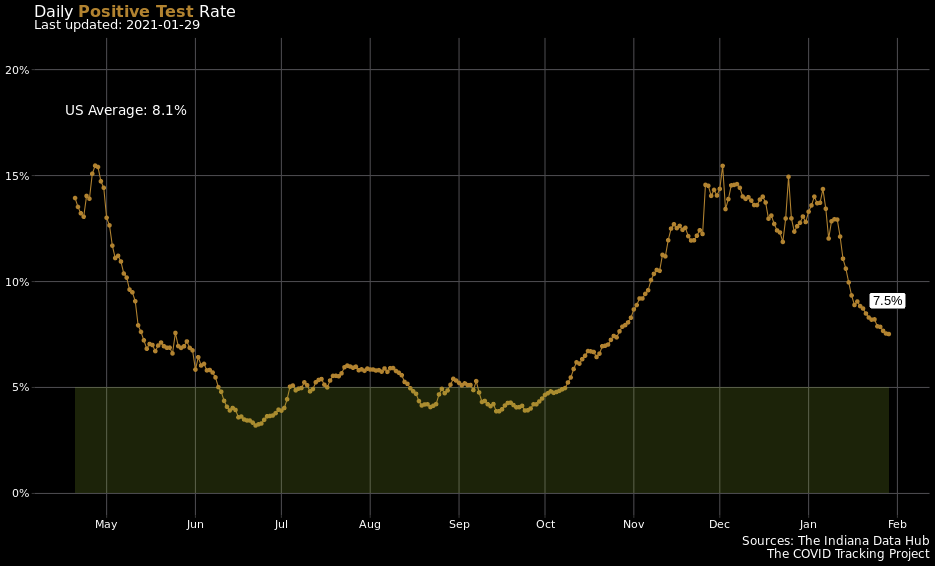 Daily Positive Test Rate
Last updated: 2021-01-29
20%
US Average: 8.1%
15%
10%
7.5%
5%
0%
May Jun Jul Aug Sep Oct Nov Dec Jan Feb
Sources: The Indiana Data Hub
The COVID Tracking Project